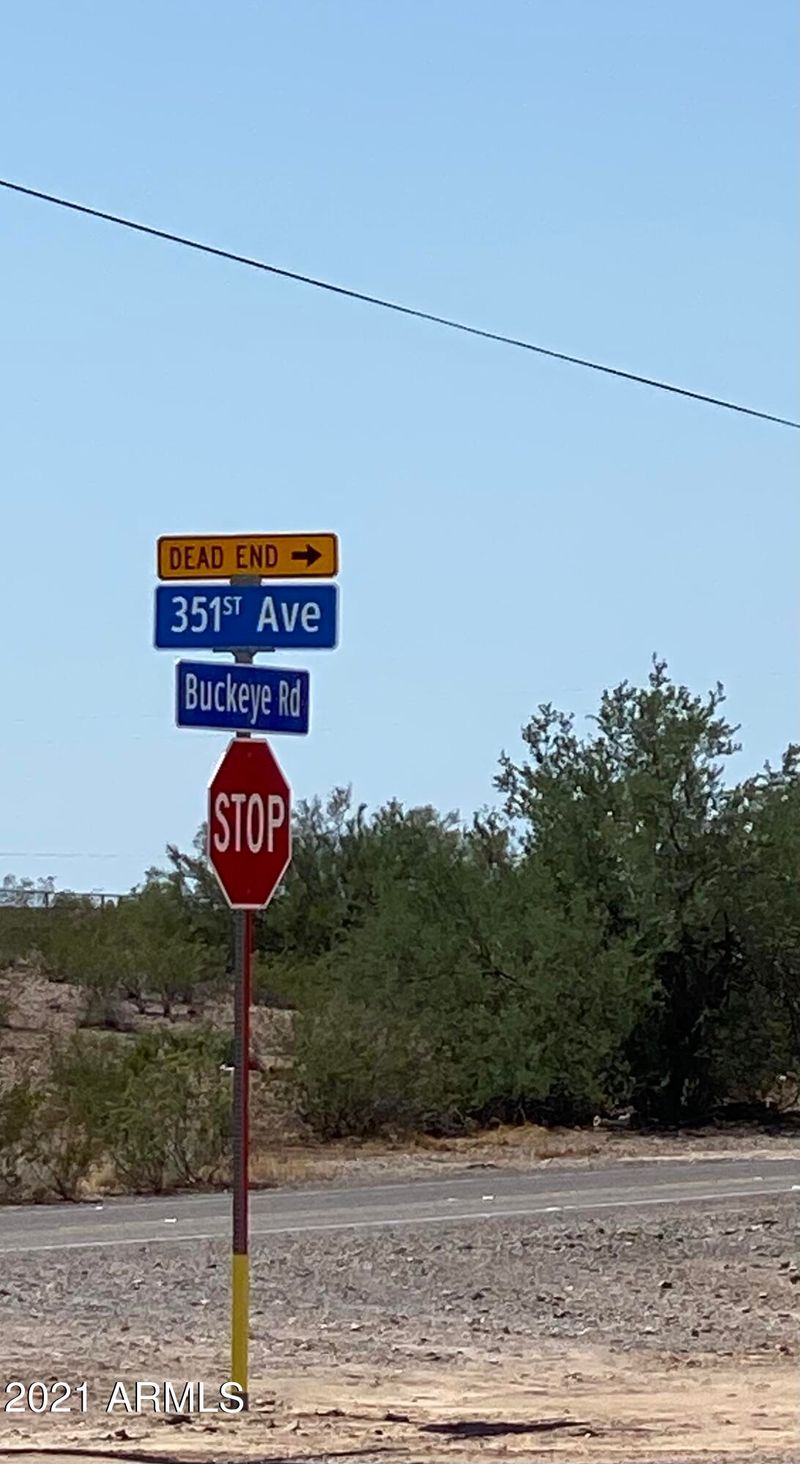 DEAD END →
351ST Ave
Buckeye Rd
STOP
2021 ARMLS